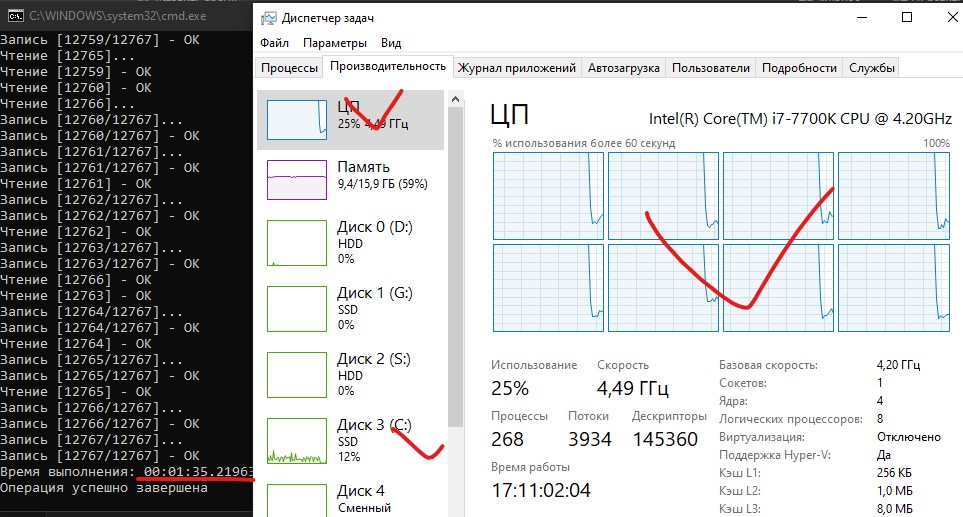 C:\WINDOWS\system32\cmd.exe
Запись [12759/12767] - OK
Чтение [12765]...
Чтение [12759] - OK
Чтение [12760] - OK
Чтение [12766]...
Запись [12760/12767]...
Запись [12760/12767] - OK
Запись [12761/12767]...
Запись [12761/12767] - OK
Чтение [12761] - OK
Запись [12762/12767]...
Запись [12762/12767] - OK
Чтение [12762] - OK
Запись [12763/12767]...
Запись [12763/12767] - OK
Чтение [12766] - OK
Чтение [12763] - OK
Запись [12764/12767]...
Запись [12764/12767] - OK
Чтение [12764] - OK
Запись [12765/12767]...
Запись [12765/12767] - OK
Чтение [12765] - OK
Запись [12766/12767]...
Запись [12766/12767] - OK
Запись [12767/12767]...
Запись [12767/12767] - OK
Время выполнения: 00:01:35.21963
Операция успешно завершена
Диспетчер задач
Файл Параметры Вид
Процессы Производительность Журнал приложений Автозагрузка Пользователи Подробности Службы
ЦП
25% 4,49 ГГц
Память
9,4/15,9 ГБ (59%)
Диск 0 (D:)
HDD
0%
Диск 1 (G:)
SSD
0%
Диск 2 (S:)
HDD
0%
Диск 3 (C:)
SSD
12%
Диск 4
Сменный
ЦП
Intel(R) Core(TM) i7-7700K CPU @ 4.20GHz
% использования более 60 секунд 100%
Использование Скорость
25% 4,49 ГГц
Процессы Потоки Дескрипторы
268 3934 145360
Время работы
17:11:02:04
Базовая скорость: 4,20 ГГц
Сокетов: 1
Ядра: 4
Логических процессоров: 8
Виртуализация: Отключено
Поддержка Hyper-V: Да
Кэш L1: 256 КБ
Кэш L2: 1,0 МБ
Кэш L3: 8,0 МБ